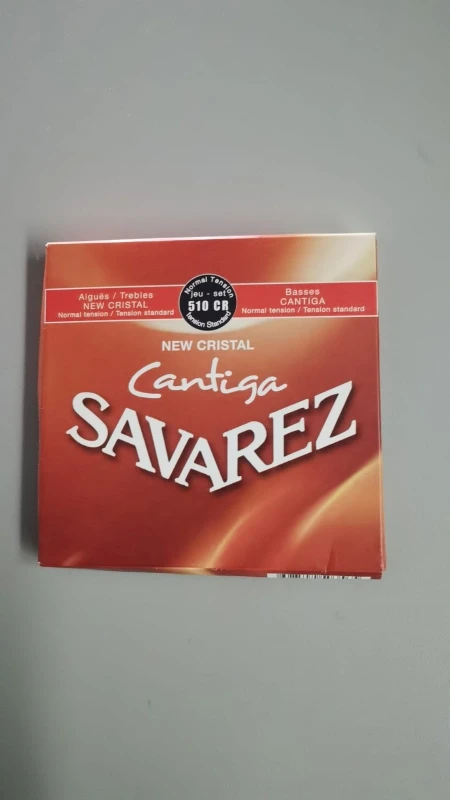 Aiguës / Trebles
NEW CRISTAL
Normal tension / Tension standard
Normal Tension
jeu - set
510 CR
Tension Standard
Basses
CANTIGA
Normal tension / Tension standard
NEW CRISTAL
Cantiga
SAVAREZ